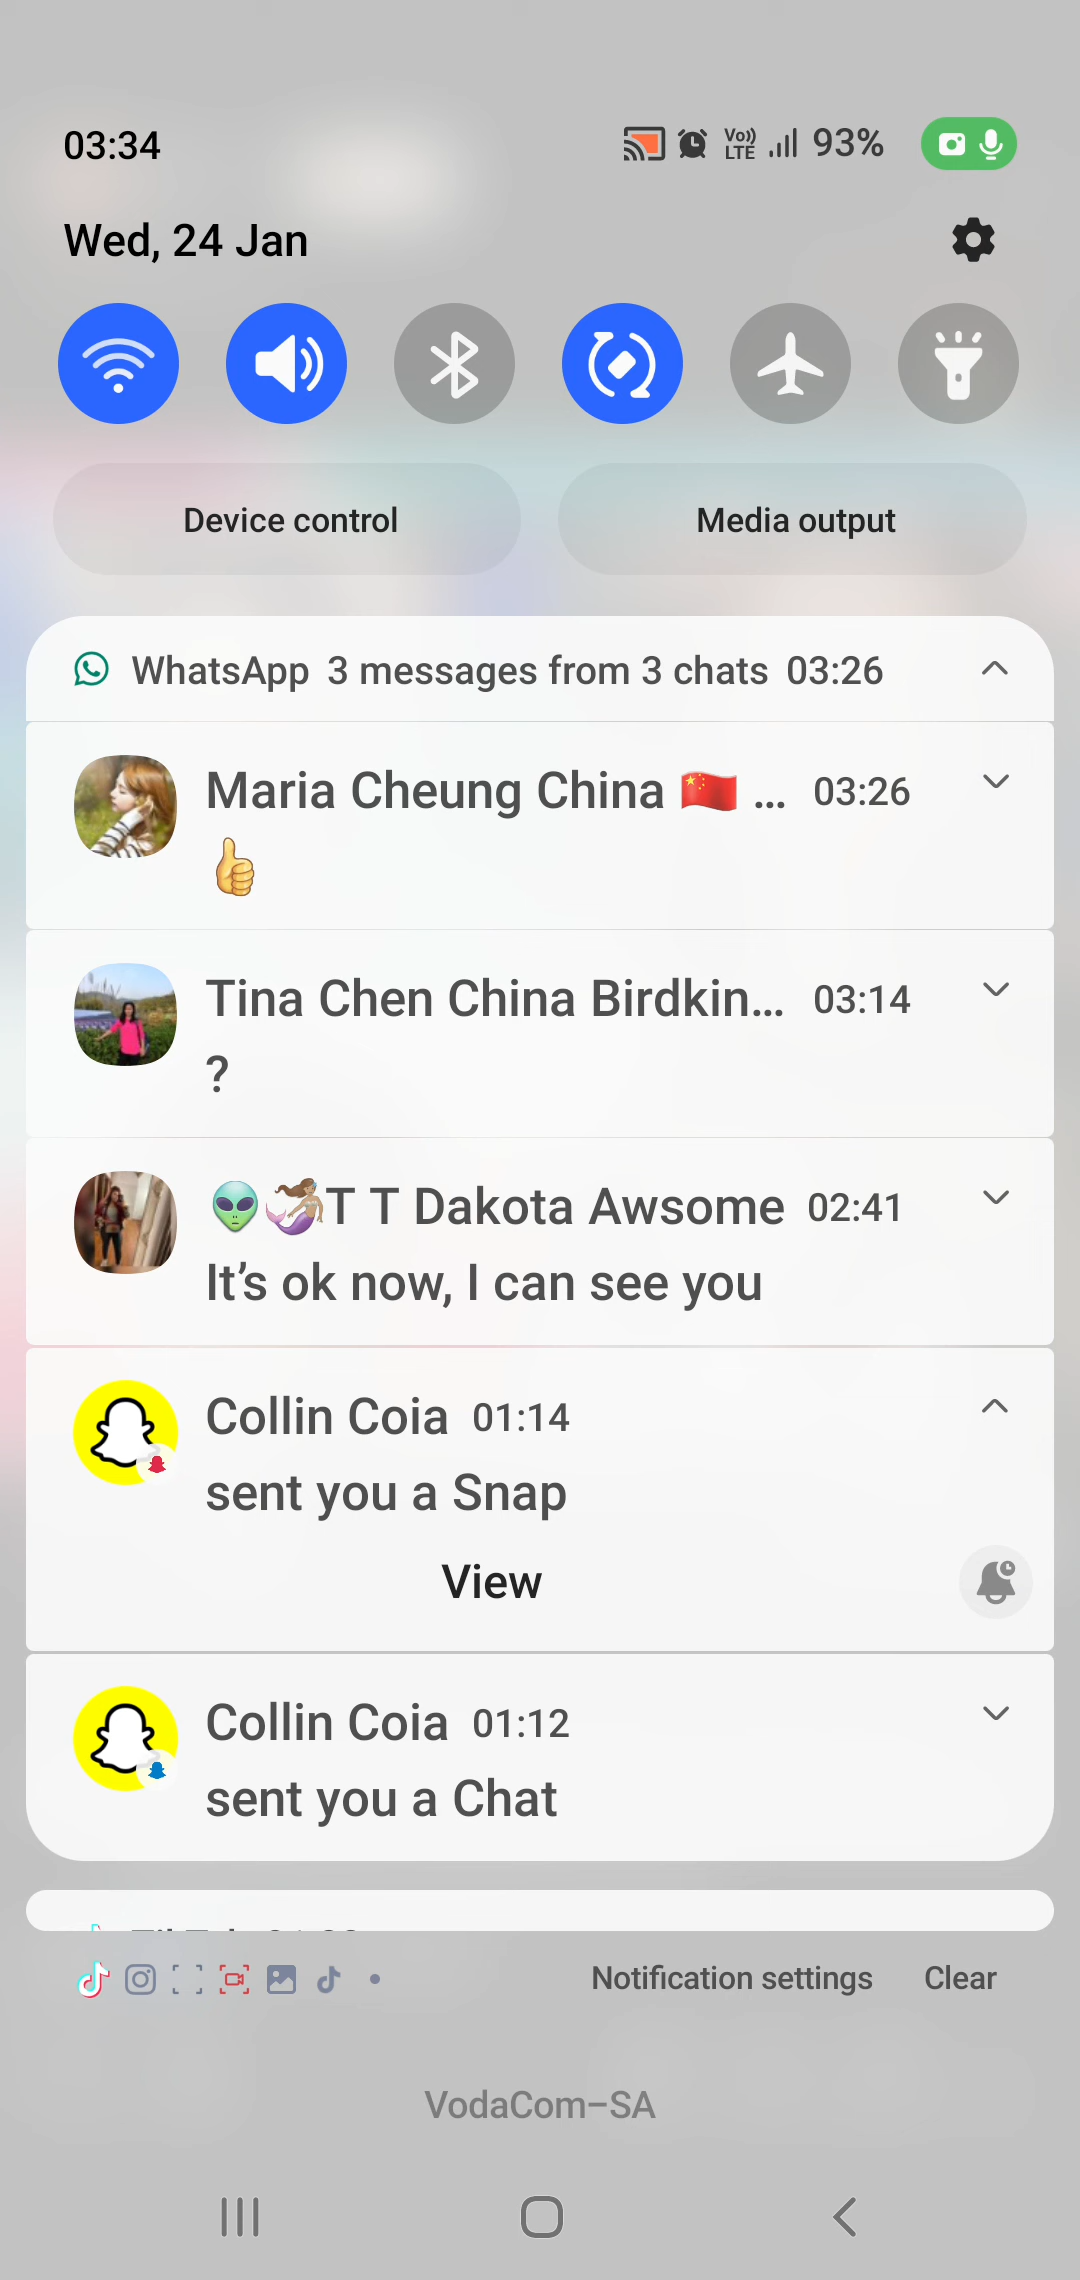 03:34 Vo)) LTE 93%
Wed, 24 Jan
Device control Media output
WhatsApp 3 messages from 3 chats 03:26
Maria Cheung China 🇨🇳 ... 03:26
👍
Tina Chen China Birdkin... 03:14
?
👽🧜🏽‍♀️T T Dakota Awsome 02:41
It's ok now, I can see you
Collin Coia 01:14
sent you a Snap
View
Collin Coia 01:12
sent you a Chat
Notification settings Clear
VodaCom–SA